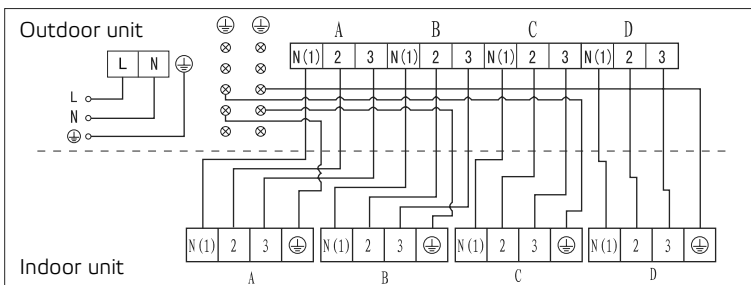 Outdoor unit
A B C D
L N
N(1) 2 3 N(1) 2 3 N(1) 2 3 N(1) 2 3
L
N
N(1) 2 3 N(1) 2 3 N(1) 2 3 N(1) 2 3
Indoor unit
A B C D